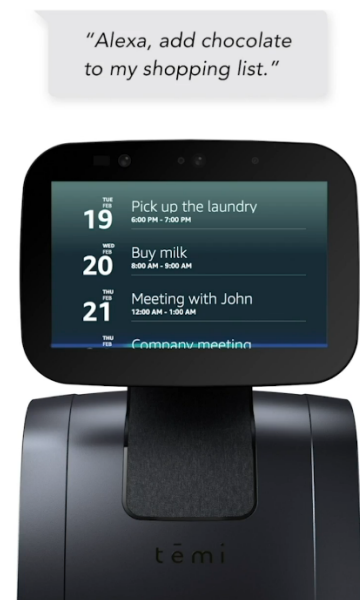 “Alexa, add chocolate
to my shopping list.”
TUE
FEB
19
Pick up the laundry
6:00 PM - 7:00 PM
WED
FEB
20
Buy milk
8:00 AM - 9:00 AM
THU
FEB
21
Meeting with John
12:00 AM - 1:00 AM
THU
FEB
Company meeting
tēmi